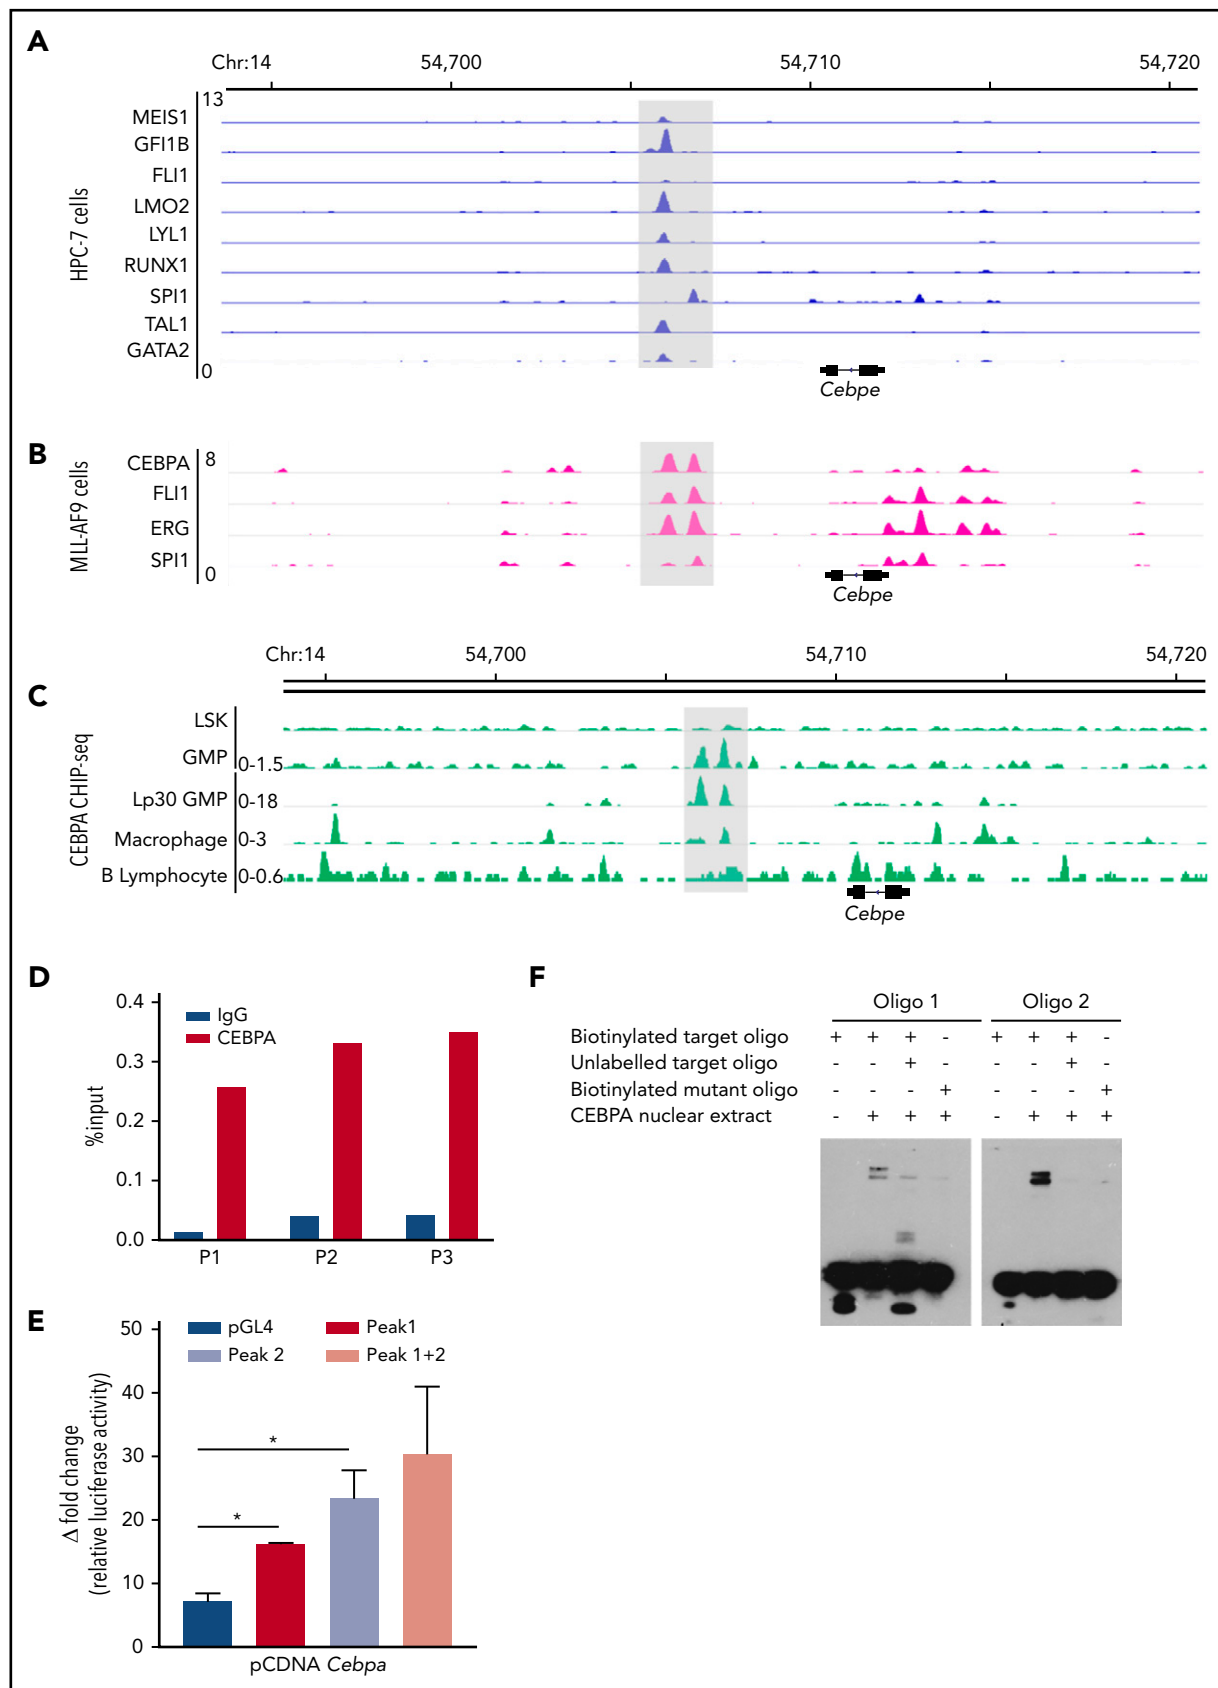 A
Chr:14 54,700 54,710 54,720
13
MEIS1
GFI1B
FLI1
LMO2
LYL1
RUNX1
SPI1
TAL1
GATA2
0
HPC-7 cells
Cebpe
B
CEBPA 8
FLI1
ERG
SPI1
0
MLL-AF9 cells
Cebpe
Chr:14 54,700 54,710 54,720
C
LSK
GMP 0-1.5
Lp30 GMP 0-18
Macrophage 0-3
B Lymphocyte 0-0.6
CEBPA CHIP-seq
Cebpe
D
0.4
0.3
0.2
0.1
0.0
%input
IgG
CEBPA
P1 P2 P3
E
50
40
30
20
10
0
Δ fold change
(relative luciferase activity)
pGL4 Peak1
Peak 2 Peak 1+2
*
*
pCDNA Cebpa
F
Oligo 1 Oligo 2
Biotinylated target oligo + + + - + + + -
Unlabelled target oligo - - + - - - + -
Biotinylated mutant oligo - - - + - - - +
CEBPA nuclear extract - + + + - + + +